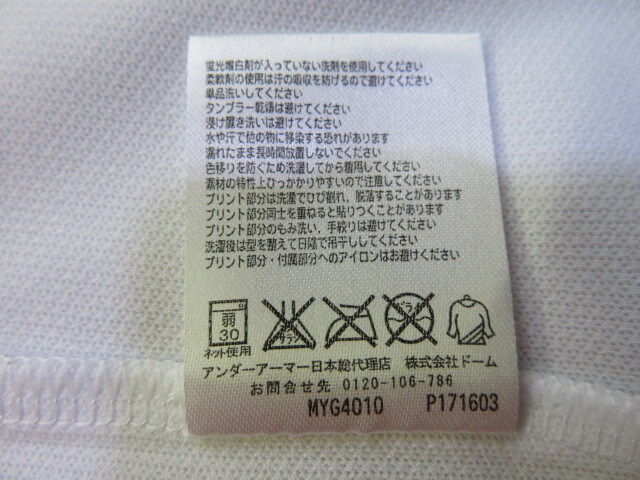 蛍光増白剤が入っていない洗剤を使用してください
柔軟剤の使用は汗の吸収を妨げるので避けてください
単品洗いしてください
タンブラー乾燥は避けてください
浸け置き洗いは避けてください
水や汗で他の物に移染する恐れがあります
濡れたまま長時間放置しないでください
色移りを防ぐため洗濯してから着用してください
素材の特性上ひっかかりやすいので注意してください
プリント部分は洗濯でひび割れ、脱落することがあります
プリント部分同士を重ねると貼りつくことがあります
プリント部分のもみ洗い、手絞りは避けてください
洗濯後は型を整えて日陰で吊干ししてください
プリント部分・付属部分へのアイロンはお避けください
弱 30 エンソ サラシ ドライ
ネット使用
アンダーアーマー日本総代理店 株式会社ドーム
お問合せ先 0120-106-786
MYG4010 P171603